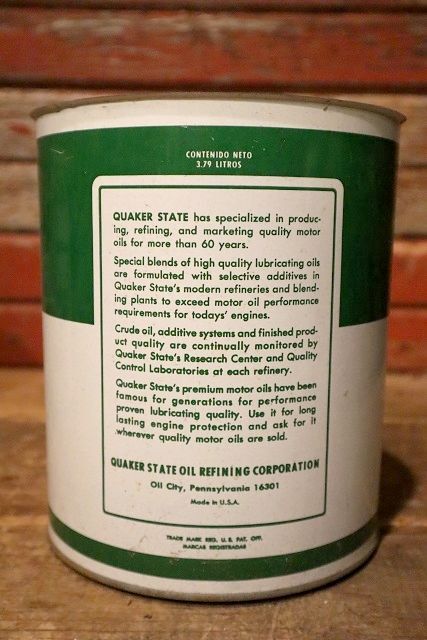 CONTENIDO NETO
3.79 LITROS
QUAKER STATE has specialized in produc-
ing, refining, and marketing quality motor
oils for more than 60 years.
Special blends of high quality lubricating oils
are formulated with selective additives in
Quaker State's modern refineries and blend-
ing plants to exceed motor oil performance
requirements for todays' engines.
Crude oil, additive systems and finished prod-
uct quality are continually monitored by
Quaker State's Research Center and Quality
Control Laboratories at each refinery.
Quaker State's premium motor oils have been
famous for generations for performance
proven lubricating quality. Use it for long
lasting engine protection and ask for it
wherever quality motor oils are sold.
QUAKER STATE OIL REFINING CORPORATION
Oil City, Pennsylvania 16301
Made in U.S.A.
TRADE MARK REG. U. S. PAT. OFF.
MARCAS REGISTRADAS